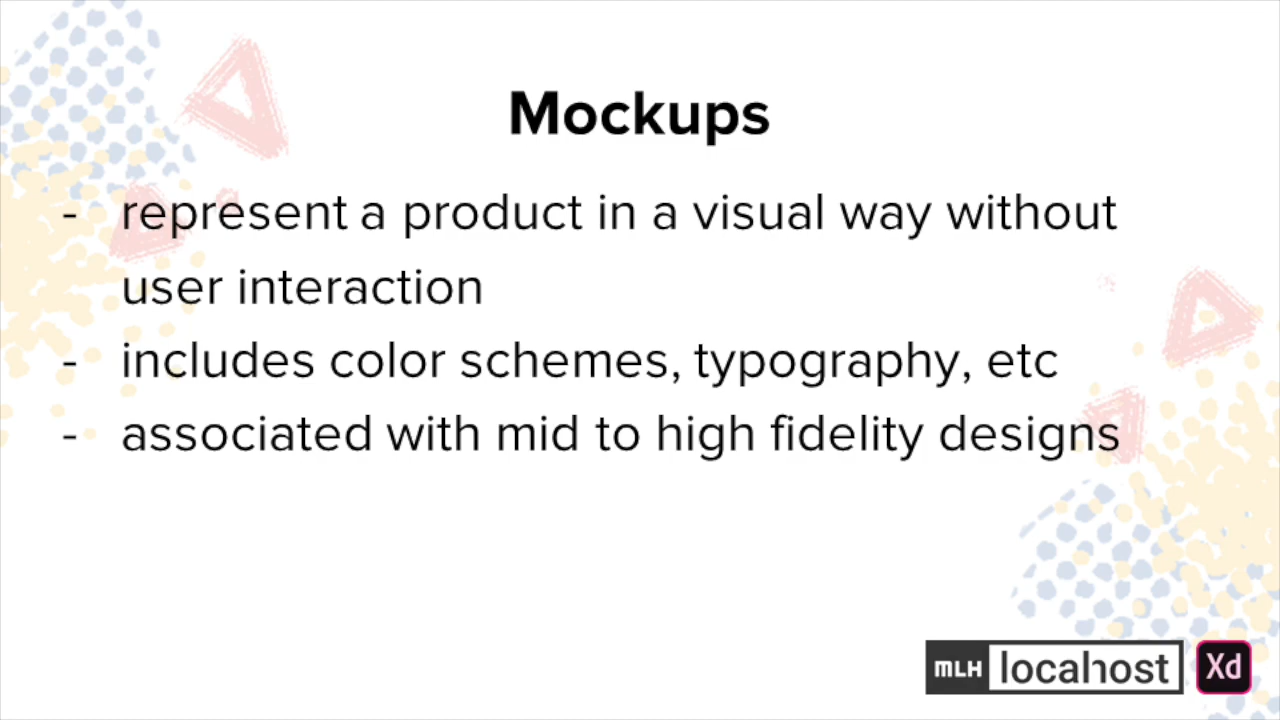 Mockups
- represent a product in a visual way without
user interaction
- includes color schemes, typography, etc
- associated with mid to high fidelity designs
MLH localhost Xd